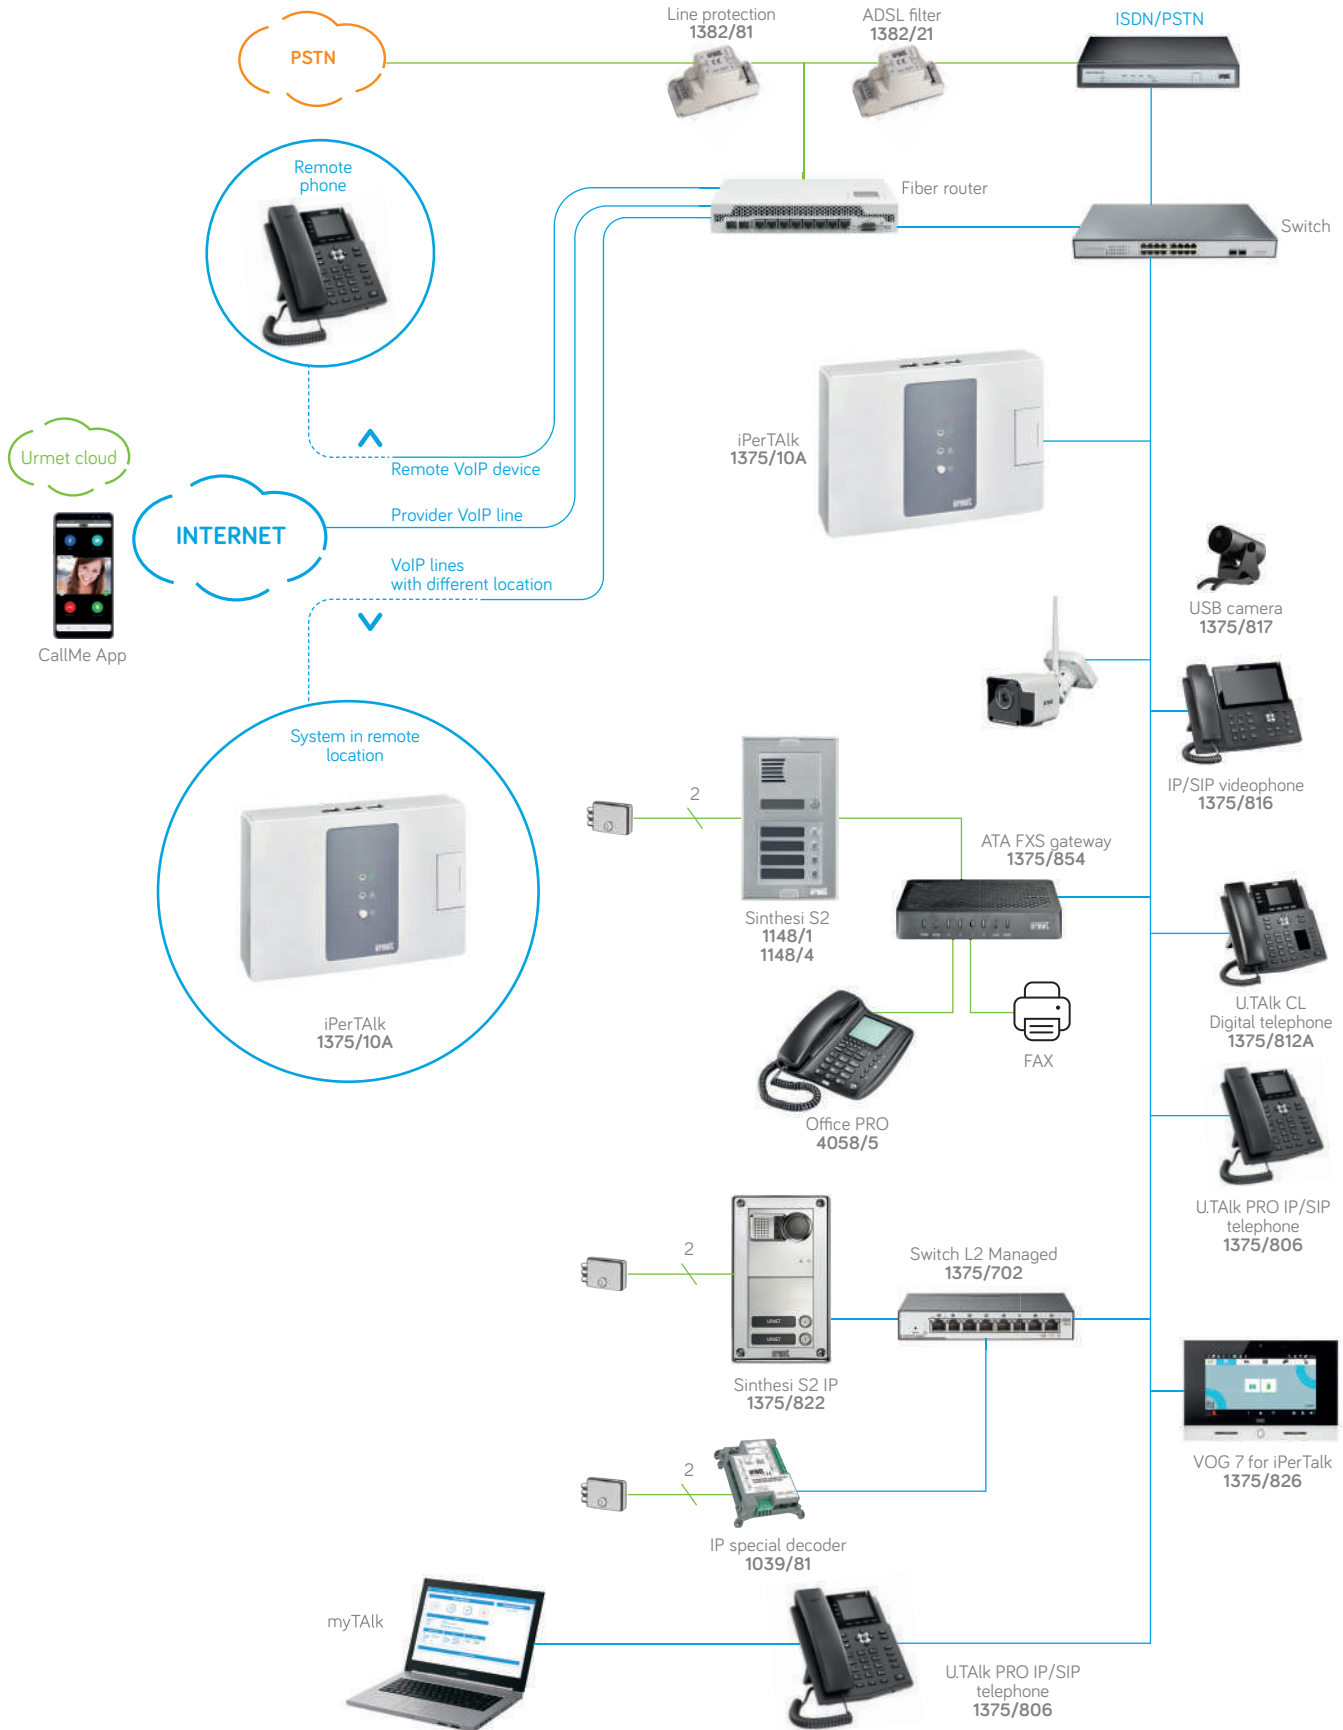 Line protection
1382/81
ADSL filter
1382/21
ISDN/PSTN
PSTN
Remote
phone
Fiber router
Switch
iPerTAlk
1375/10A
Urmet cloud
Remote VoIP device
INTERNET
Provider VoIP line
VoIP lines
with different location
CallMe App
USB camera
1375/817
IP/SIP videophone
1375/816
System in remote
location
2
ATA FXS gateway
1375/854
Sinthesi S2
1148/1
1148/4
iPerTAlk
1375/10A
U.TAlk CL
Digital telephone
1375/812A
FAX
Office PRO
4058/5
U.TAlk PRO IP/SIP
telephone
1375/806
2
Switch L2 Managed
1375/702
URMET
URMET
Sinthesi S2 IP
1375/822
VOG 7 for iPerTalk
1375/826
2
IP special decoder
1039/81
myTAlk
U.TAlk PRO IP/SIP
telephone
1375/806